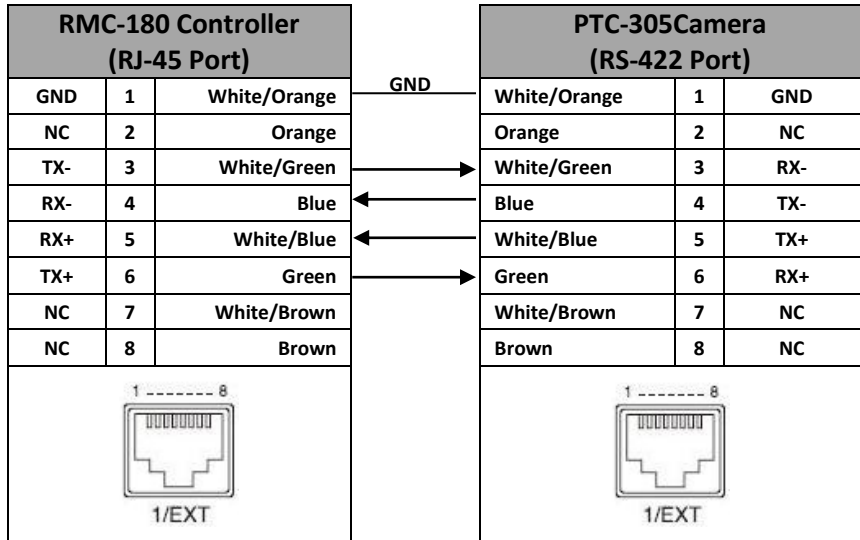 RMC-180 Controller
(RJ-45 Port)
GND 1 White/Orange
NC 2 Orange
TX- 3 White/Green
RX- 4 Blue
RX+ 5 White/Blue
TX+ 6 Green
NC 7 White/Brown
NC 8 Brown
1 -------- 8
1/EXT
GND
PTC-305Camera
(RS-422 Port)
White/Orange 1 GND
Orange 2 NC
White/Green 3 RX-
Blue 4 TX-
White/Blue 5 TX+
Green 6 RX+
White/Brown 7 NC
Brown 8 NC
1 -------- 8
1/EXT